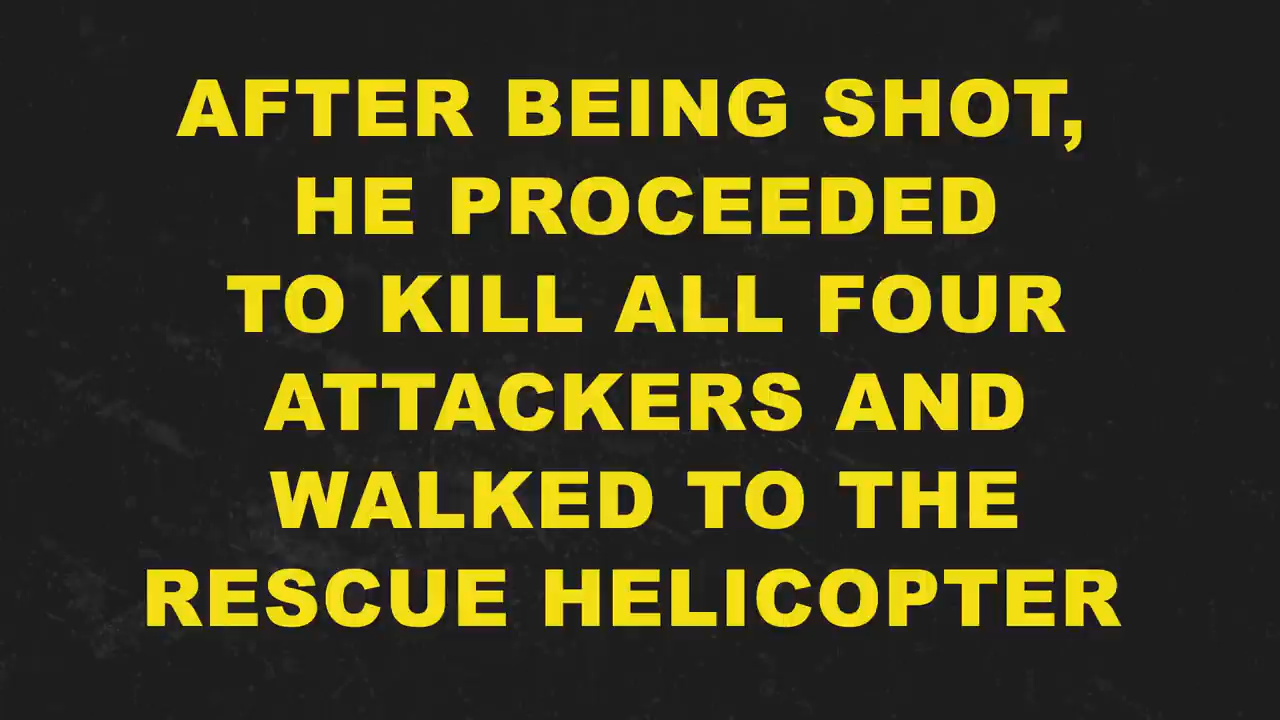 AFTER BEING SHOT,
HE PROCEEDED
TO KILL ALL FOUR
ATTACKERS AND
WALKED TO THE
RESCUE HELICOPTER